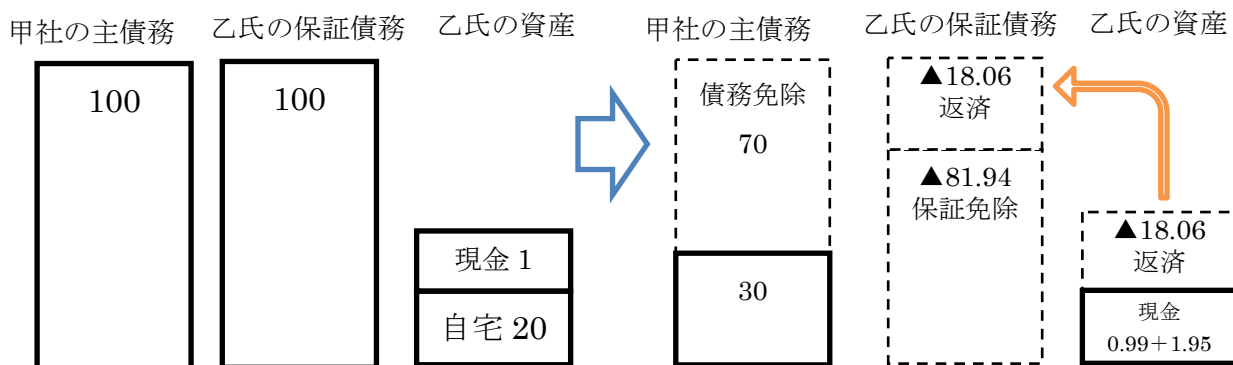 甲社の主債務
乙氏の保証債務
乙氏の資産
100
100
現金 1
自宅 20
甲社の主債務
乙氏の保証債務
乙氏の資産
債務免除
70
30
▲18.06
返済
▲81.94
保証免除
▲18.06
返済
現金
0.99+1.95